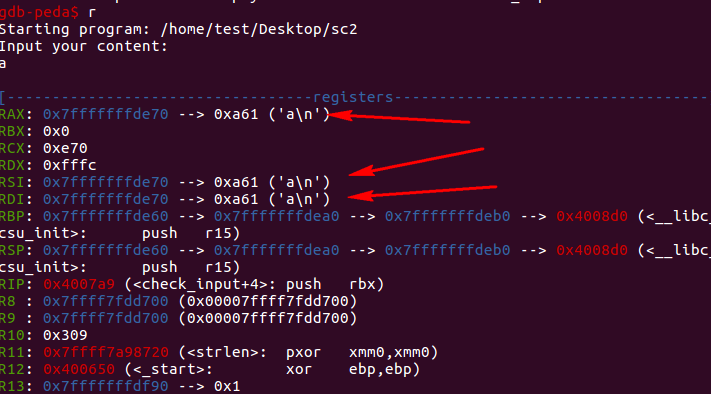 gdb-peda$ r
Starting program: /home/test/Desktop/sc2
Input your content:
a
[----------------------------------registers-----------------------------------
RAX: 0x7fffffffde70 --> 0xa61 ('a\n')
RBX: 0x0
RCX: 0xe70
RDX: 0xfffc
RSI: 0x7fffffffde70 --> 0xa61 ('a\n')
RDI: 0x7fffffffde70 --> 0xa61 ('a\n')
RBP: 0x7fffffffde60 --> 0x7fffffffdea0 --> 0x7fffffffdeb0 --> 0x4008d0 (<__libc_
csu_init>: push r15)
RSP: 0x7fffffffde60 --> 0x7fffffffdea0 --> 0x7fffffffdeb0 --> 0x4008d0 (<__libc_
csu_init>: push r15)
RIP: 0x4007a9 (<check_input+4>: push rbx)
R8 : 0x7ffff7fdd700 (0x00007ffff7fdd700)
R9 : 0x7ffff7fdd700 (0x00007ffff7fdd700)
R10: 0x309
R11: 0x7ffff7a98720 (<strlen>: pxor xmm0,xmm0)
R12: 0x400650 (<_start>: xor ebp,ebp)
R13: 0x7fffffffdf90 --> 0x1